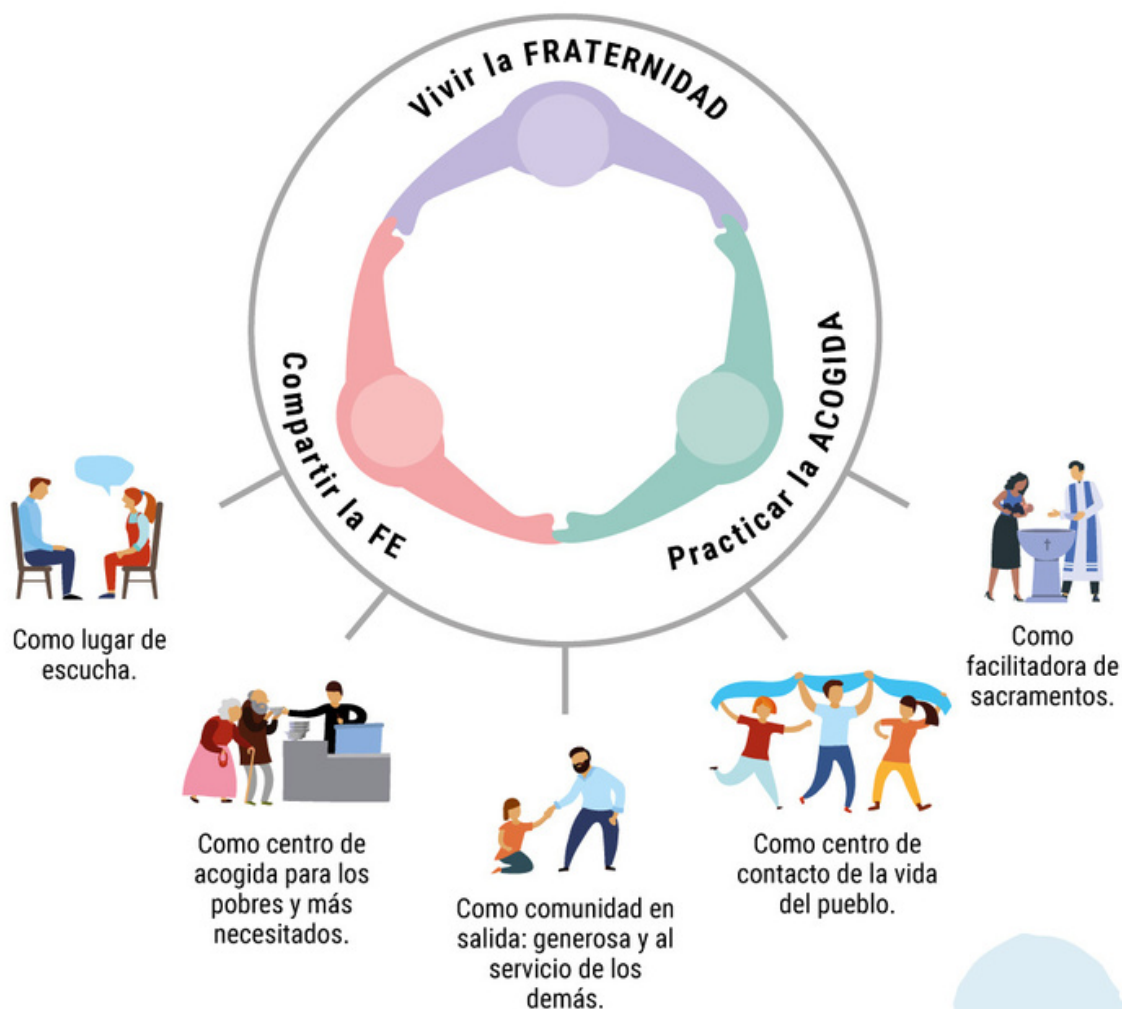 Vivir la FRATERNIDAD
Compartir la FE
Practicar la ACOGIDA
Como lugar de
escucha.
Como centro de
acogida para los
pobres y más
necesitados.
Como comunidad en
salida: generosa y al
servicio de los
demás.
Como centro de
contacto de la vida
del pueblo.
Como
facilitadora de
sacramentos.